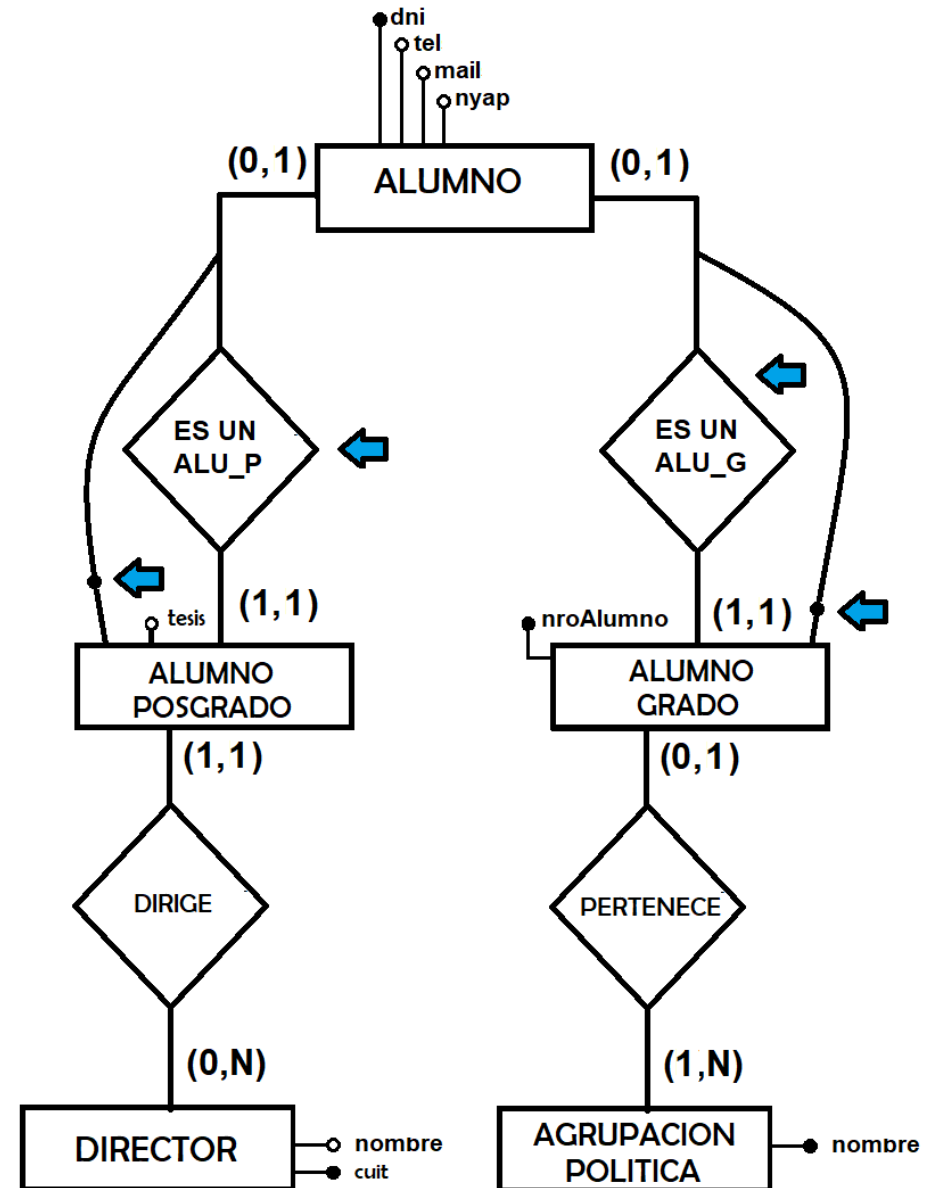 dni
tel
mail
nyap
(0,1)
ALUMNO
(0,1)
ES UN
ALU_P
ES UN
ALU_G
tesis
(1,1)
nroAlumno
(1,1)
ALUMNO
POSGRADO
ALUMNO
GRADO
(1,1)
(0,1)
DIRIGE
PERTENECE
(0,N)
(1,N)
DIRECTOR
nombre
cuit
AGRUPACION
POLITICA
nombre